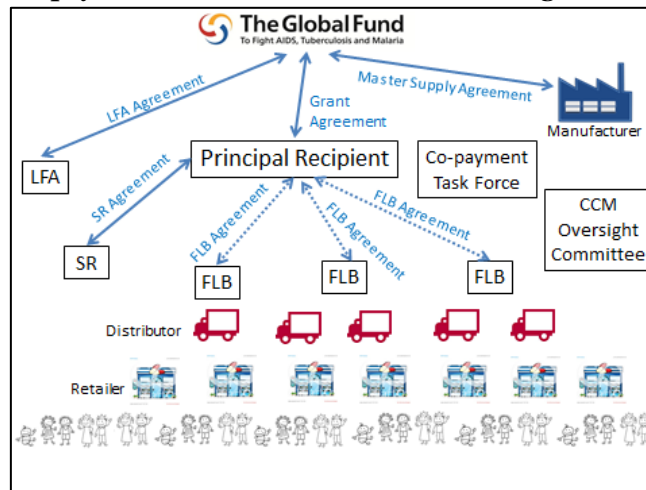 The Global Fund
To Fight AIDS, Tuberculosis and Malaria
LFA Agreement
Grant
Agreement
Master Supply Agreement
Manufacturer
LFA
SR Agreement
Principal Recipient
Co-payment
Task Force
CCM
Oversight
Committee
SR
FLB Agreement
FLB Agreement
FLB Agreement
FLB
FLB
FLB
Distributor
Retailer